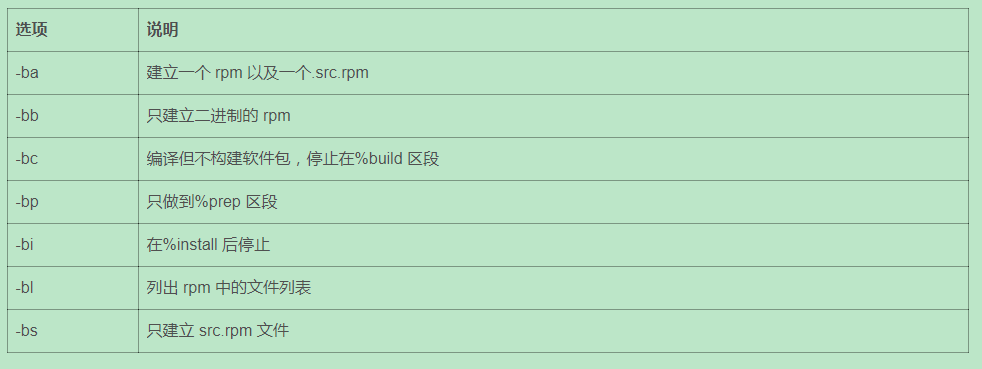 选项 说明
-ba 建立一个 rpm 以及一个.src.rpm
-bb 只建立二进制的 rpm
-bc 编译但不构建软件包，停止在%build 区段
-bp 只做到%prep 区段
-bi 在%install 后停止
-bl 列出 rpm 中的文件列表
-bs 只建立 src.rpm 文件